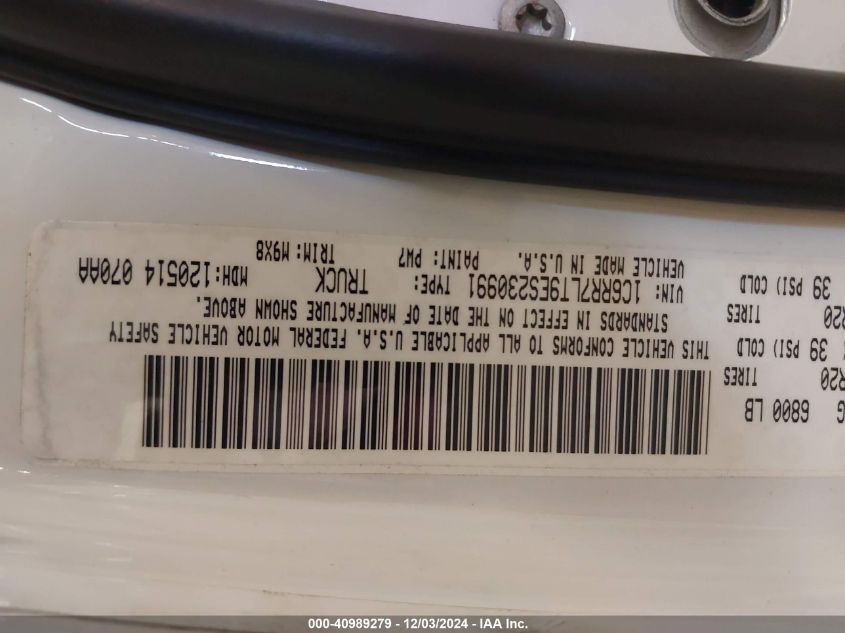 G 6800 LB
R20 TIRES
39 PSI) COLD
R20 TIRES
39 PSI) COLD
THIS VEHICLE CONFORMS TO ALL APPLICABLE U.S.A. FEDERAL MOTOR VEHICLE SAFETY
STANDARDS IN EFFECT ON THE DATE OF MANUFACTURE SHOWN ABOVE.
VIN: 1C6RR7LT9ES230991 TYPE: TRUCK MDH: 120514 070AA
VEHICLE MADE IN U.S.A. PAINT: PW7 TRIM: M9X8
000-40989279 - 12/03/2024 - IAA Inc.